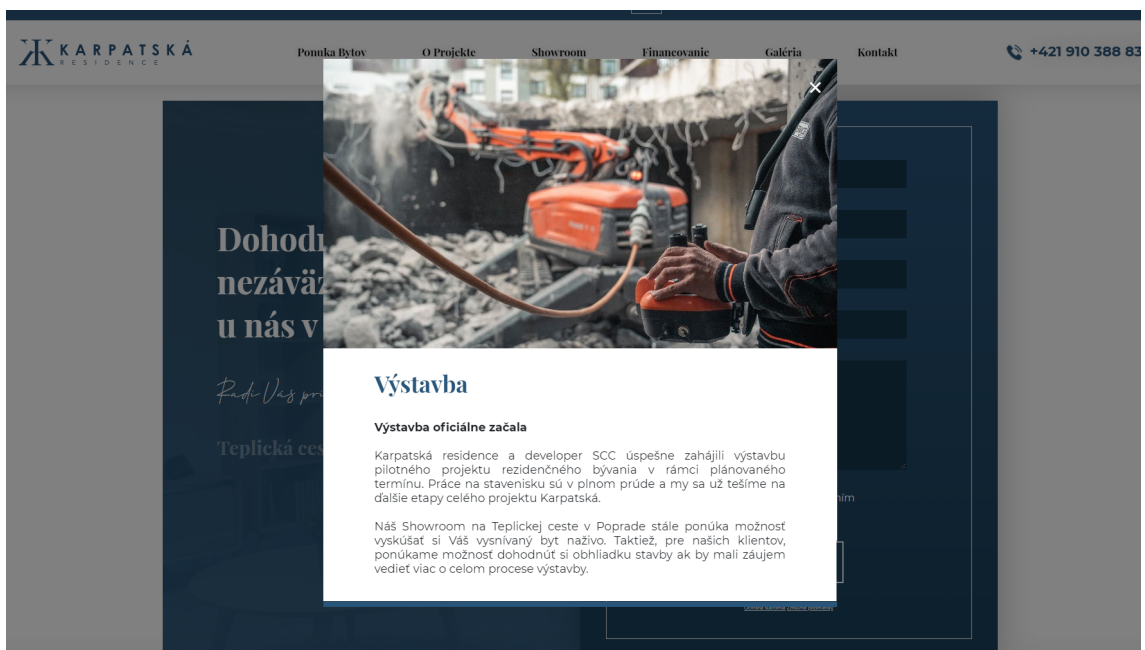 KARPATSKÁ
RESIDENCE
Ponuka Bytov
O Projekte
Showroom
Financovanie
Galéria
Kontakt
+421 910 388 83
nezáväz
u nás v
Radi Vás pri
Teplická ces
Výstavba
Výstavba oficiálne začala
Karpatská residence a developer SCC úspešne zahájili výstavbu
pilotného projektu rezidenčného bývania v rámci plánovaného
termínu. Práce na stavenisku sú v plnom prúde a my sa už tešíme na
ďalšie etapy celého projektu Karpatská.
Náš Showroom na Teplickej ceste v Poprade stále ponúka možnosť
vyskúšať si Váš vysnívaný byt naživo. Taktiež, pre našich klientov,
ponúkame možnosť dohodnúť si obhliadku stavby ak by mali záujem
vedieť viac o celom procese výstavby.